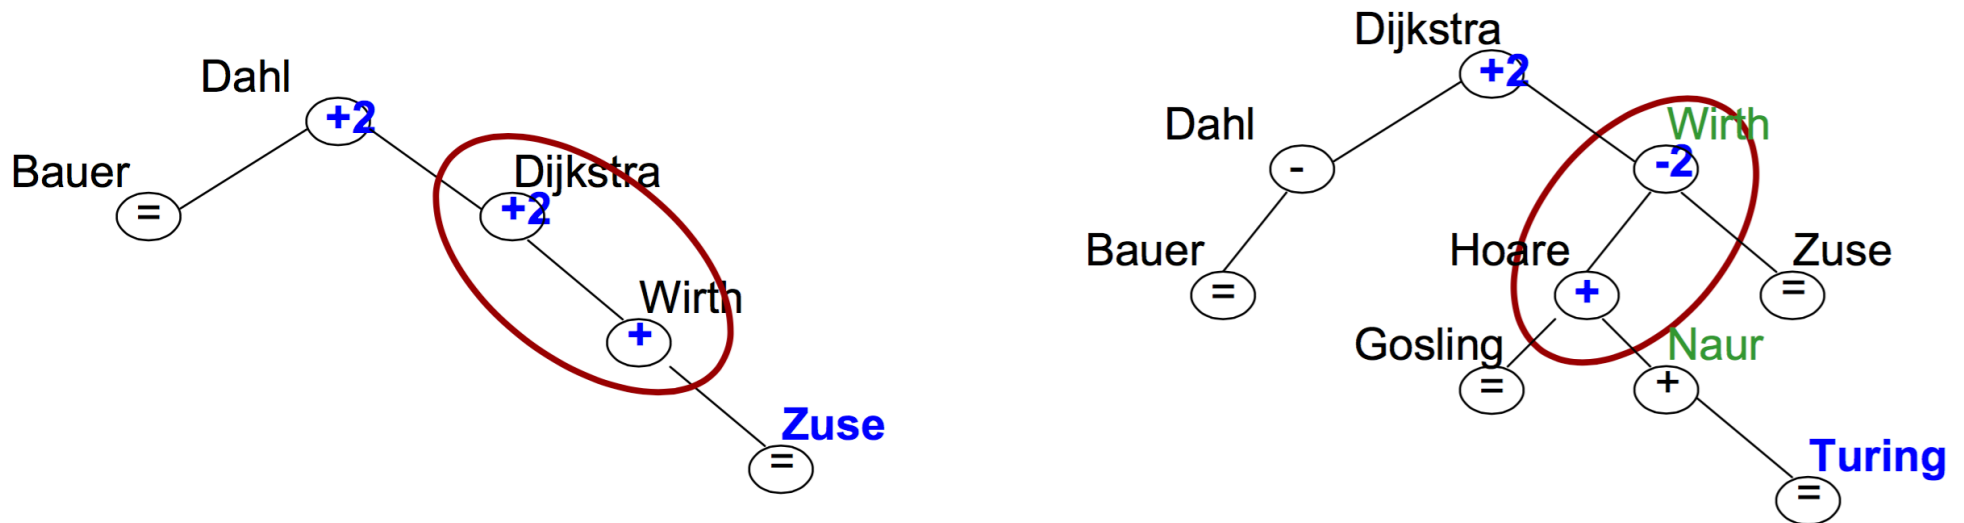 Dahl
+2
Bauer
=
Dijkstra
+2
Wirth
+
Zuse
=
Dijkstra
+2
Dahl
-
Wirth
-2
Bauer
=
Hoare
+
Zuse
=
Gosling
=
Naur
+
Turing
=